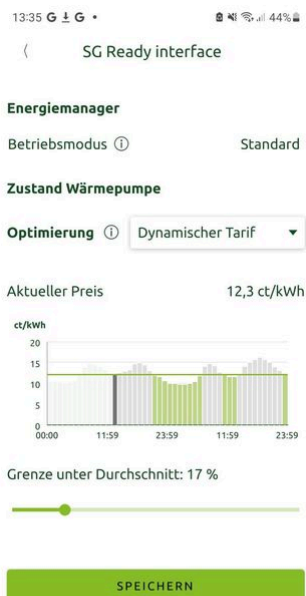 13:35 G G • 44%
SG Ready interface
Energiemanager
Betriebsmodus Standard
Zustand Wärmepumpe
Optimierung Dynamischer Tarif
Aktueller Preis 12,3 ct/kWh
ct/kWh
20
15
10
5
0
00:00 11:59 23:59 11:59 23:59
Grenze unter Durchschnitt: 17 %
SPEICHERN